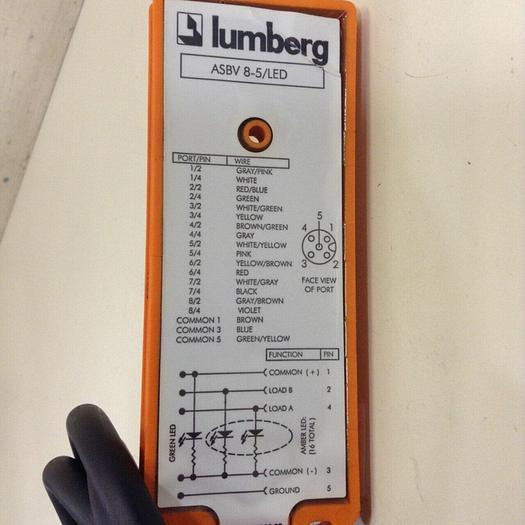 lumberg
ASBV 8-5/LED
PORT/PIN WIRE
1/2 GRAY/PINK
1/4 WHITE
2/2 RED/BLUE
2/4 GREEN
3/2 WHITE/GREEN
3/4 YELLOW
4/2 BROWN/GREEN
4/4 GRAY
5/2 WHITE/YELLOW
5/4 PINK
6/2 YELLOW/BROWN
6/4 RED
7/2 WHITE/GRAY
7/4 BLACK
8/2 GRAY/BROWN
8/4 VIOLET
COMMON 1 BROWN
COMMON 3 BLUE
COMMON 5 GREEN/YELLOW
5
4 1
3 2
FACE VIEW
OF PORT
FUNCTION PIN
COMMON (+) 1
LOAD B 2
LOAD A 4
GREEN LED
AMBER LED:
(16 TOTAL)
COMMON (-) 3
GROUND 5